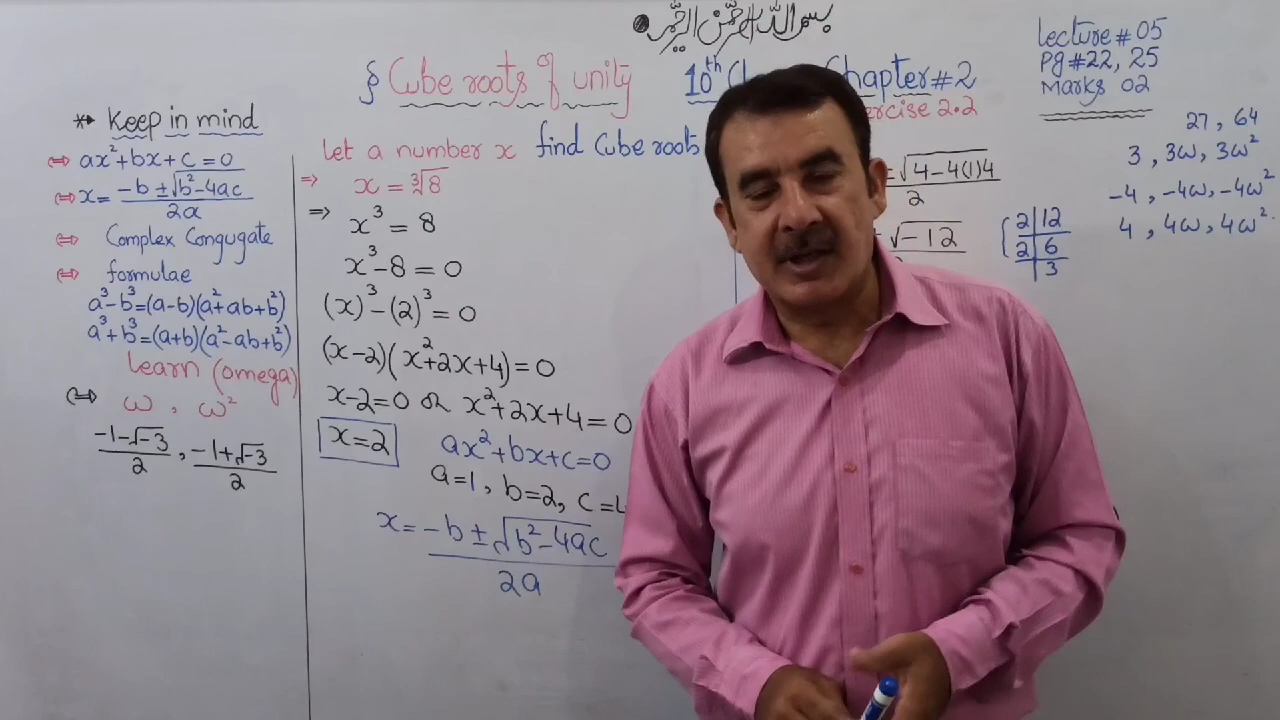 بسم اللہ الرحمن الرحیم
§ Cube roots of unity 10th Chapter #2
Exercise 2.2
Lecture # 05
Pg #22, 25
Marks 02
* Keep in mind
⇔ ax²+bx+c=0
⇔ x= (-b ± √(b²-4ac))/2a
⇔ Complex Congugate
⇔ formulae
a³-b³=(a-b)(a²+ab+b²)
a³+b³=(a+b)(a²-ab+b²)
Learn (omega)
⇔ ω , ω²
(-1-√-3)/2 , (-1+√-3)/2
Let a number x find Cube roots
⇒ x = ∛8
⇒ x³ = 8
x³-8 = 0
(x)³-(2)³=0
(x-2)(x²+2x+4)=0
x-2=0 or x²+2x+4=0
x=2 ax²+bx+c=0
a=1, b=2, c=4
x= (-b ± √(b²-4ac))/2a
± √(4-4(1)4)
2
± √-12
2|12
2|6
3
27, 64
3, 3ω, 3ω²
-4, -4ω, -4ω²
4, 4ω, 4ω²